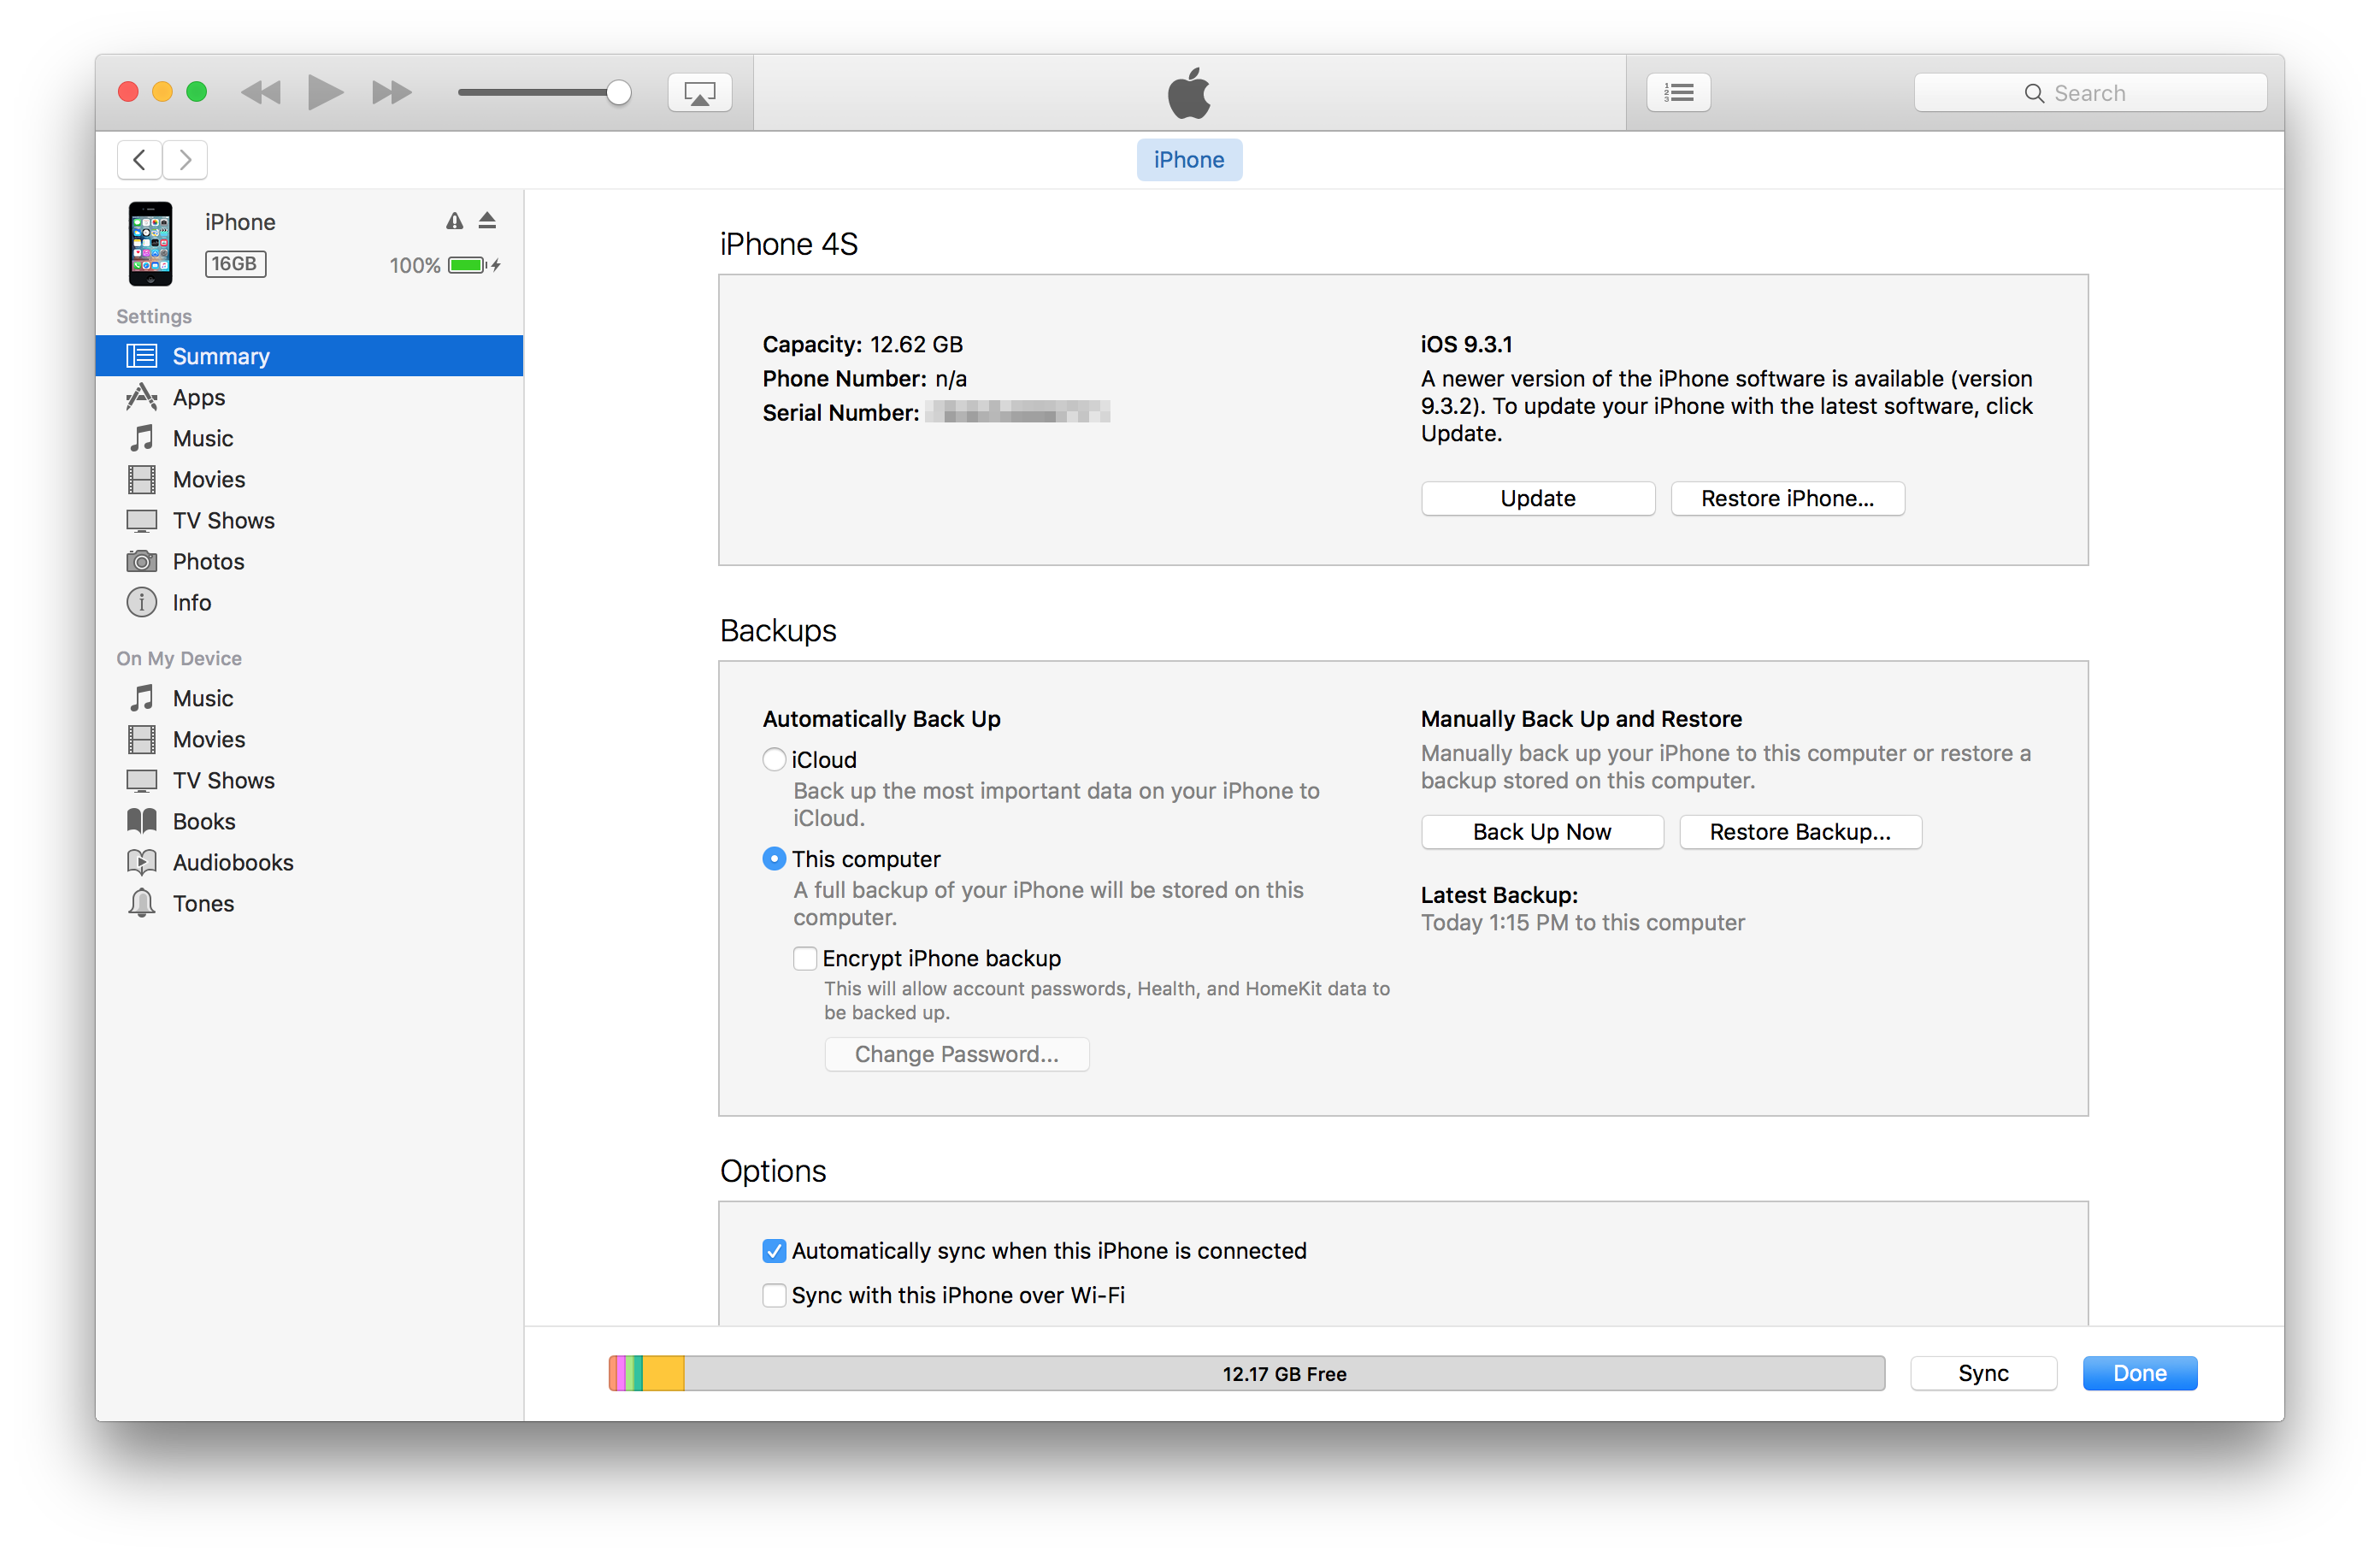 Search
iPhone
iPhone
16GB
100%
Settings
Summary
Apps
Music
Movies
TV Shows
Photos
Info
On My Device
Music
Movies
TV Shows
Books
Audiobooks
Tones
iPhone 4S
Capacity: 12.62 GB
Phone Number: n/a
Serial Number:
iOS 9.3.1
A newer version of the iPhone software is available (version
9.3.2). To update your iPhone with the latest software, click
Update.
Update
Restore iPhone...
Backups
Automatically Back Up
iCloud
Back up the most important data on your iPhone to
iCloud.
This computer
A full backup of your iPhone will be stored on this
computer.
Encrypt iPhone backup
This will allow account passwords, Health, and HomeKit data to
be backed up.
Change Password...
Manually Back Up and Restore
Manually back up your iPhone to this computer or restore a
backup stored on this computer.
Back Up Now
Restore Backup...
Latest Backup:
Today 1:15 PM to this computer
Options
Automatically sync when this iPhone is connected
Sync with this iPhone over Wi-Fi
12.17 GB Free
Sync
Done